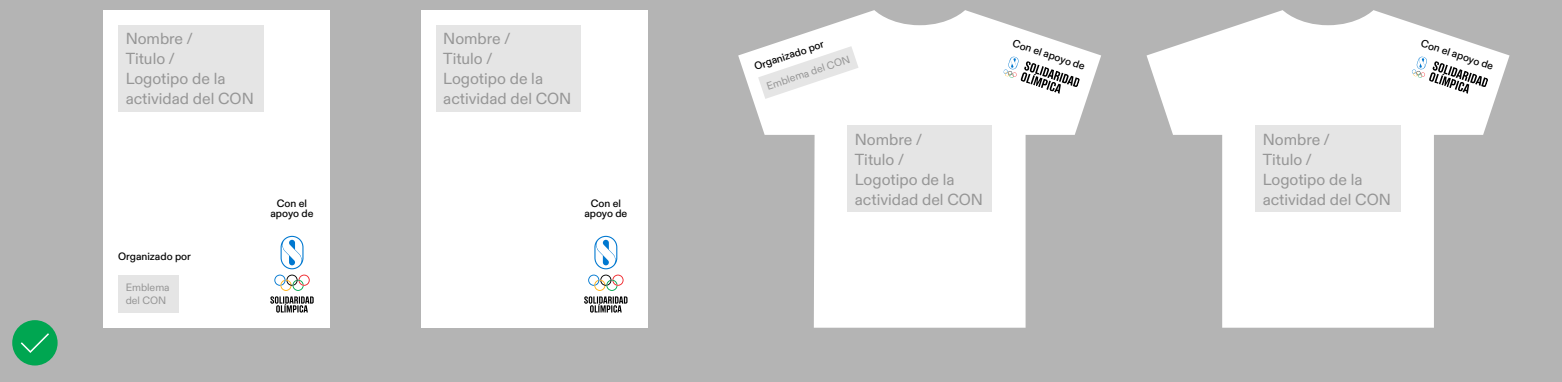 Nombre /
Titulo /
Logotipo de la
actividad del CON
Con el
apoyo de
SOLIDARIDAD
OLÍMPICA
Organizado por
Emblema
del CON
Nombre /
Titulo /
Logotipo de la
actividad del CON
Con el
apoyo de
SOLIDARIDAD
OLÍMPICA
Organizado por
Emblema del CON
Con el apoyo de
SOLIDARIDAD
OLÍMPICA
Nombre /
Titulo /
Logotipo de la
actividad del CON
Con el apoyo de
SOLIDARIDAD
OLÍMPICA
Nombre /
Titulo /
Logotipo de la
actividad del CON